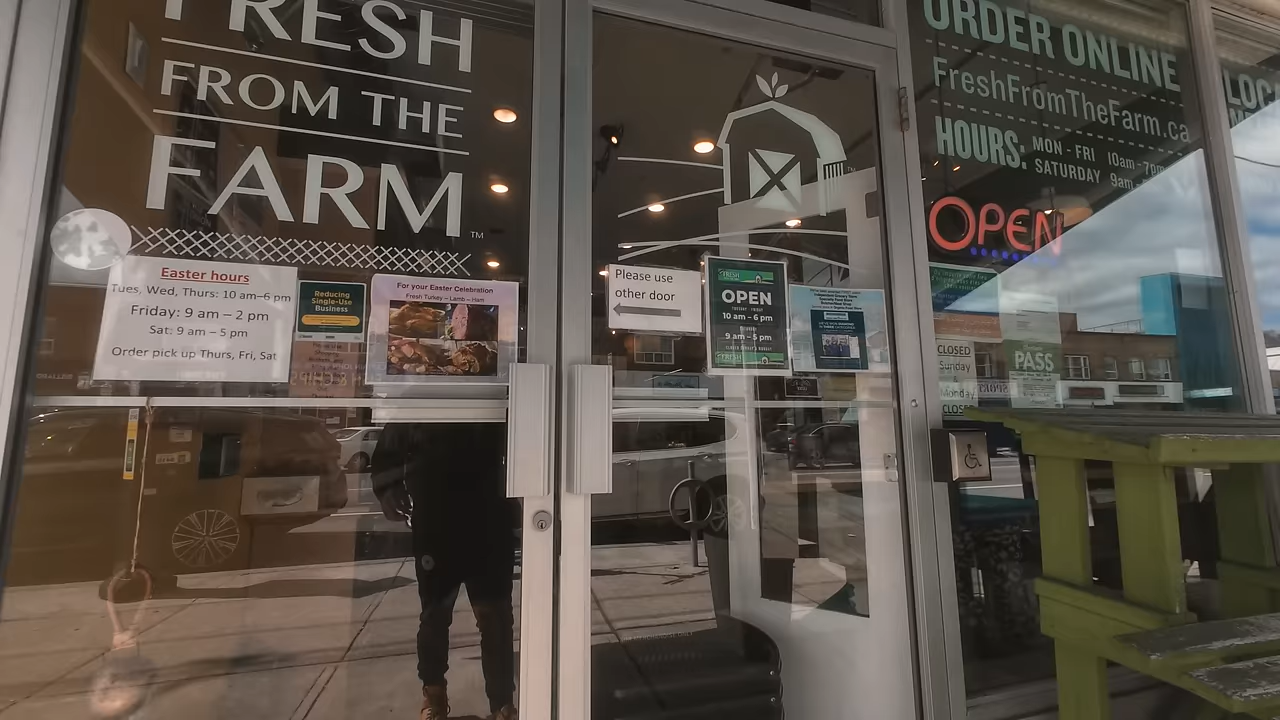 FRESH
FROM THE
FARM
TM
Easter hours
Tues, Wed, Thurs: 10 am–6 pm
Friday: 9 am – 2 pm
Sat: 9 am – 5 pm
Order pick up Thurs, Fri, Sat
Reducing
Single-Use
Business
For your Easter Celebration
Fresh Turkey – Lamb – Ham
Please use
other door
FRESH
OPEN
10 am – 6 pm
9 am – 5 pm
ORDER ONLINE
FreshFromTheFarm.ca
HOURS:
MON - FRI 10am -7pm
SATURDAY 9am
OPEN
CLOSED
Sunday
Monday
CLOSED
PASS